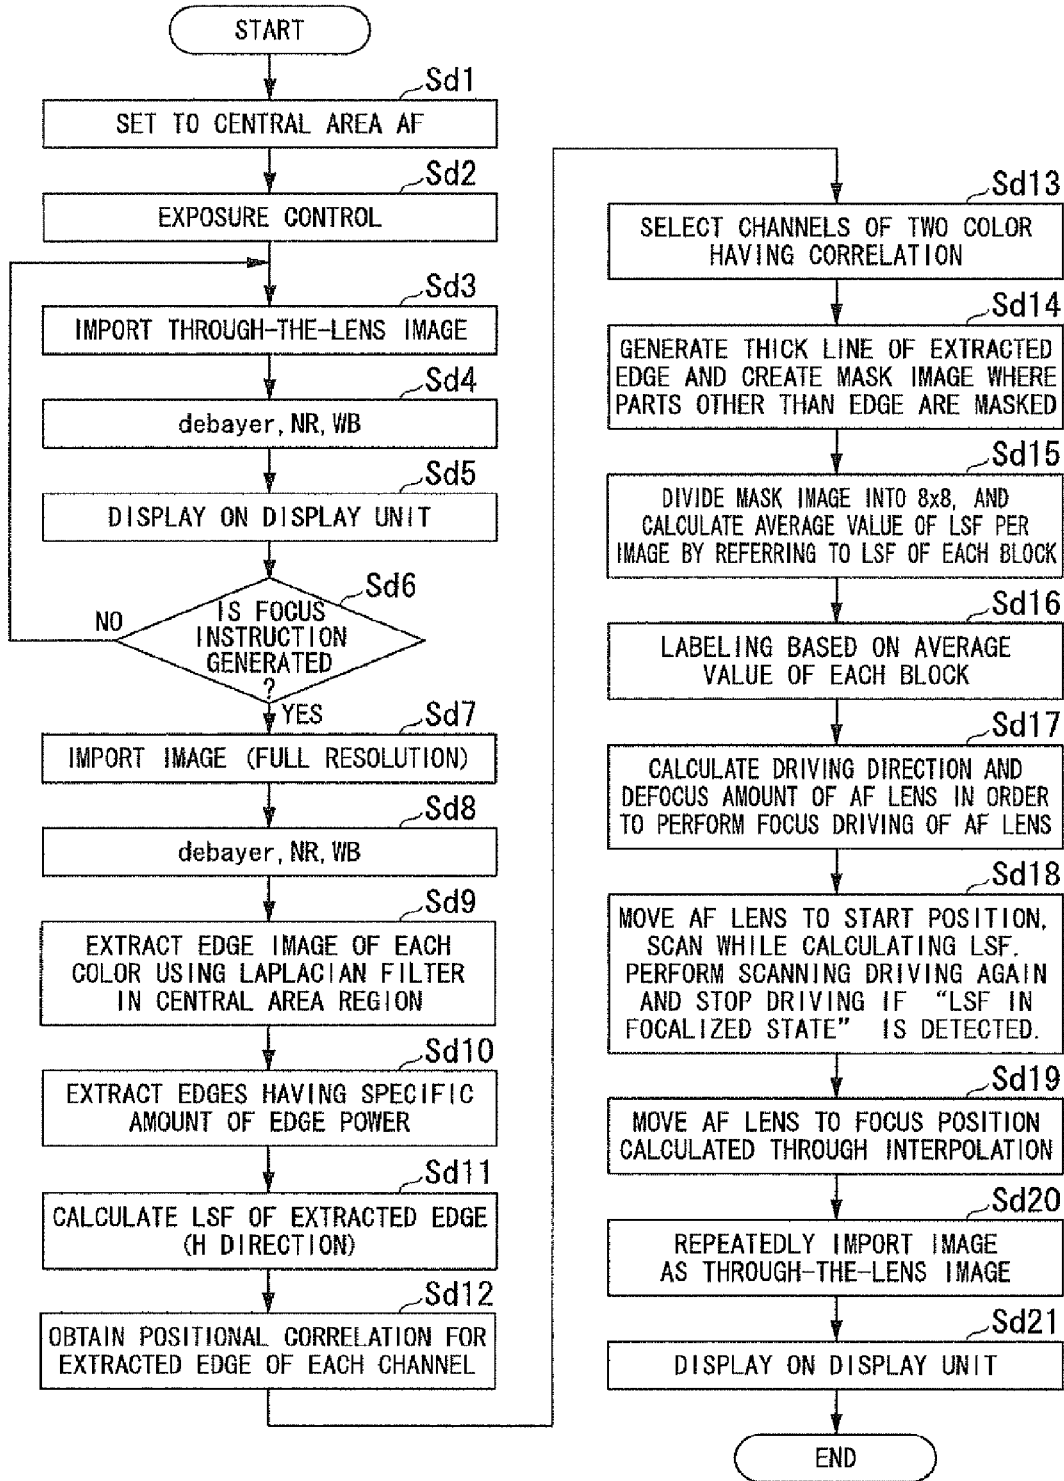 START
Sd1
SET TO CENTRAL AREA AF
Sd2
EXPOSURE CONTROL
Sd3
IMPORT THROUGH-THE-LENS IMAGE
Sd4
debayer, NR, WB
Sd5
DISPLAY ON DISPLAY UNIT
Sd6
IS FOCUS
INSTRUCTION
GENERATED
?
NO
YES
Sd7
IMPORT IMAGE (FULL RESOLUTION)
Sd8
debayer, NR, WB
Sd9
EXTRACT EDGE IMAGE OF EACH
COLOR USING LAPLACIAN FILTER
IN CENTRAL AREA REGION
Sd10
EXTRACT EDGES HAVING SPECIFIC
AMOUNT OF EDGE POWER
Sd11
CALCULATE LSF OF EXTRACTED EDGE
(H DIRECTION)
Sd12
OBTAIN POSITIONAL CORRELATION FOR
EXTRACTED EDGE OF EACH CHANNEL
Sd13
SELECT CHANNELS OF TWO COLOR
HAVING CORRELATION
Sd14
GENERATE THICK LINE OF EXTRACTED
EDGE AND CREATE MASK IMAGE WHERE
PARTS OTHER THAN EDGE ARE MASKED
Sd15
DIVIDE MASK IMAGE INTO 8x8, AND
CALCULATE AVERAGE VALUE OF LSF PER
IMAGE BY REFERRING TO LSF OF EACH BLOCK
Sd16
LABELING BASED ON AVERAGE
VALUE OF EACH BLOCK
Sd17
CALCULATE DRIVING DIRECTION AND
DEFOCUS AMOUNT OF AF LENS IN ORDER
TO PERFORM FOCUS DRIVING OF AF LENS
Sd18
MOVE AF LENS TO START POSITION,
SCAN WHILE CALCULATING LSF.
PERFORM SCANNING DRIVING AGAIN
AND STOP DRIVING IF "LSF IN
FOCALIZED STATE" IS DETECTED.
Sd19
MOVE AF LENS TO FOCUS POSITION
CALCULATED THROUGH INTERPOLATION
Sd20
REPEATEDLY IMPORT IMAGE
AS THROUGH-THE-LENS IMAGE
Sd21
DISPLAY ON DISPLAY UNIT
END